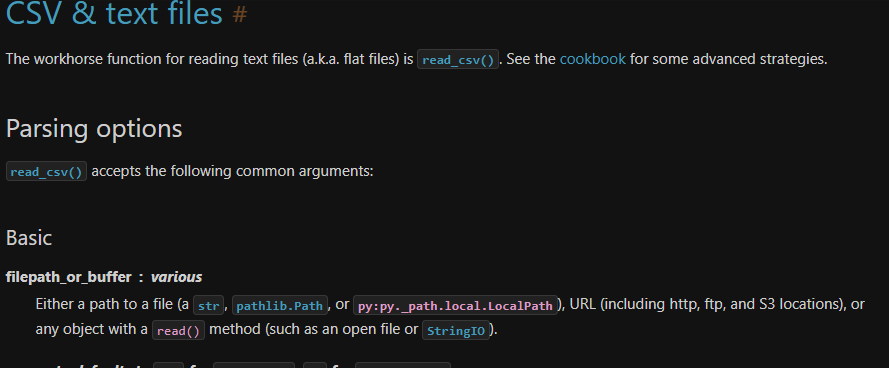 CSV & text files #
The workhorse function for reading text files (a.k.a. flat files) is read_csv(). See the cookbook for some advanced strategies.
Parsing options
read_csv() accepts the following common arguments:
Basic
filepath_or_buffer : various
Either a path to a file (a str, pathlib.Path, or py:py._path.local.LocalPath), URL (including http, ftp, and S3 locations), or
any object with a read() method (such as an open file or StringIO).